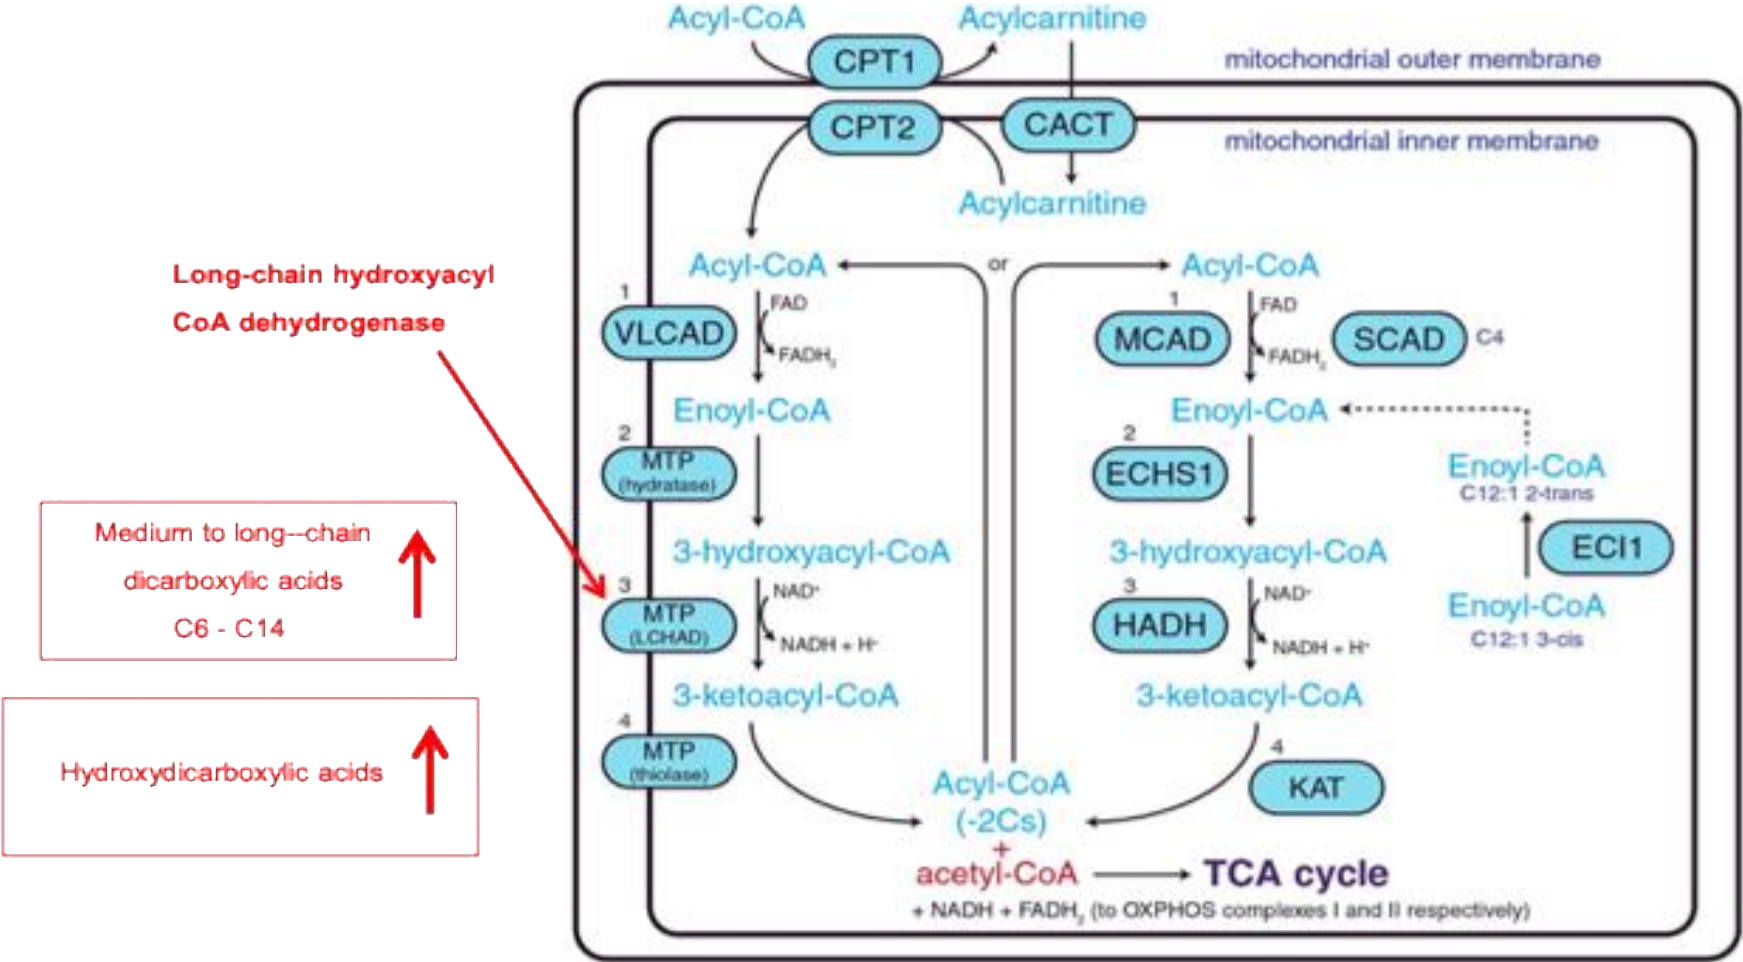 Acyl-CoA
Acylcarnitine
CPT1
mitochondrial outer membrane
CPT2
CACT
mitochondrial inner membrane
Acylcarnitine
Long-chain hydroxyacyl
CoA dehydrogenase
Acyl-CoA
or
Acyl-CoA
1
VLCAD
FAD
FADH₂
1
MCAD
FAD
FADH₂
SCAD
C4
Enoyl-CoA
Enoyl-CoA
2
MTP
(hydratase)
2
ECHS1
Enoyl-CoA
C12:1 2-trans
Medium to long--chain
dicarboxylic acids
C6 - C14
3-hydroxyacyl-CoA
3-hydroxyacyl-CoA
ECI1
3
MTP
(LCHAD)
NAD⁺
NADH + H⁺
3
HADH
NAD⁺
NADH + H⁺
Enoyl-CoA
C12:1 3-cis
3-ketoacyl-CoA
3-ketoacyl-CoA
Hydroxydicarboxylic acids
4
MTP
(thiolase)
4
KAT
Acyl-CoA
(-2Cs)
+
acetyl-CoA
TCA cycle
+ NADH + FADH₂ (to OXPHOS complexes I and II respectively)